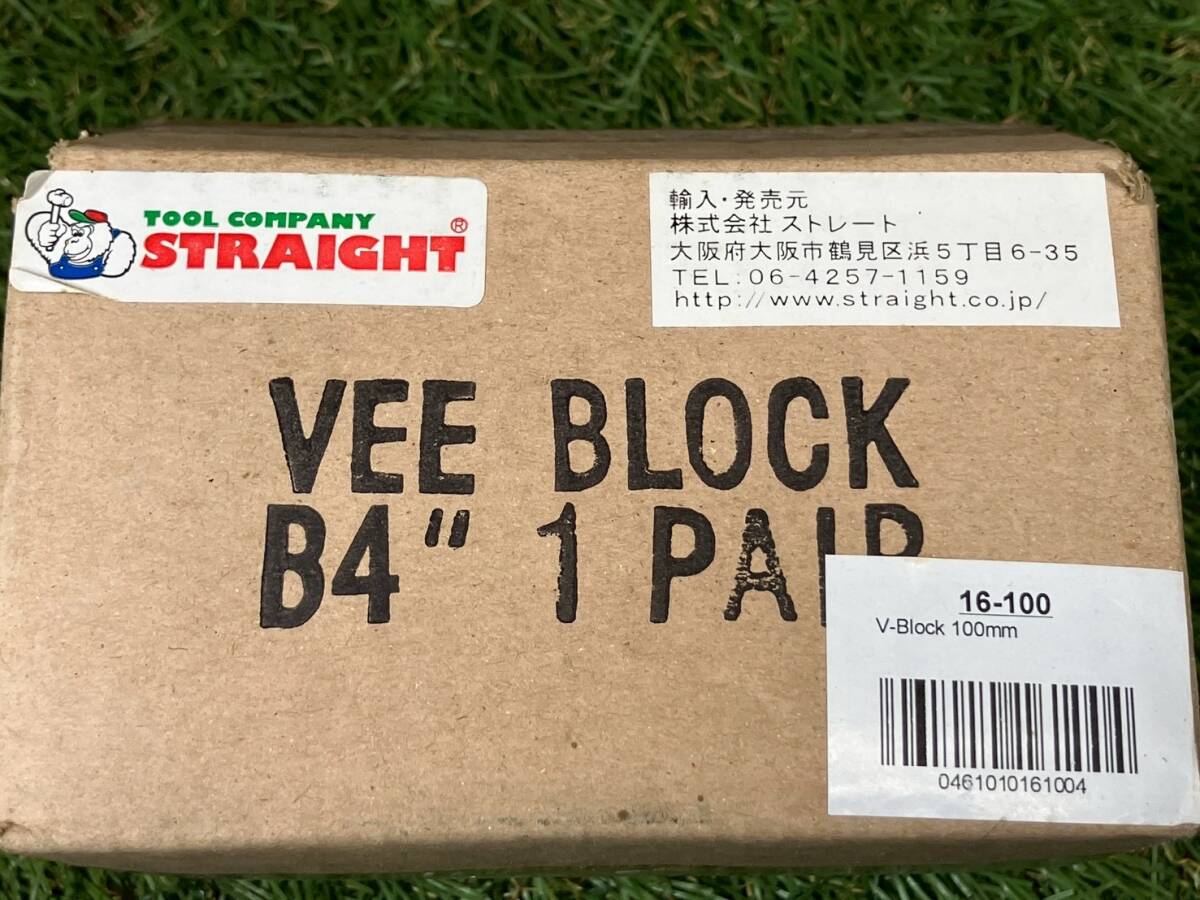 TOOL COMPANY
STRAIGHT®
輸入・発売元
株式会社 ストレート
大阪府大阪市鶴見区浜5丁目6-35
TEL:06-4257-1159
http://www.straight.co.jp/
VEE BLOCK
B4" 1 PAIR
16-100
V-Block 100mm
0461010161004